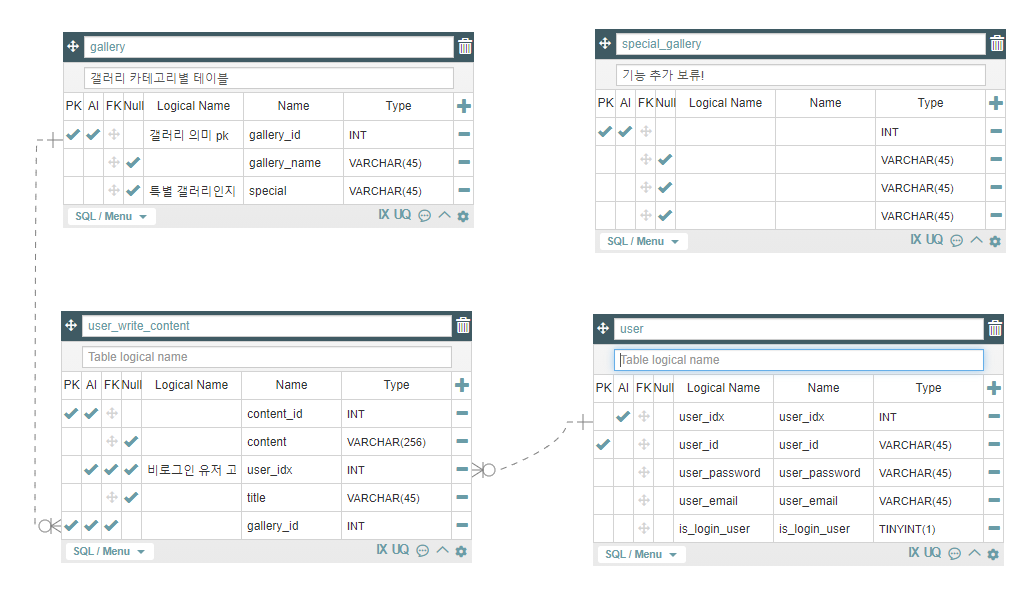 gallery
갤러리 카테고리별 테이블
PK AI FK Null Logical Name Name Type
갤러리 의미 pk gallery_id INT
gallery_name VARCHAR(45)
특별 갤러리인지 special VARCHAR(45)
SQL / Menu IX UQ
special_gallery
기능 추가 보류!
PK AI FK Null Logical Name Name Type
INT
VARCHAR(45)
VARCHAR(45)
VARCHAR(45)
SQL / Menu IX UQ
user_write_content
Table logical name
PK AI FK Null Logical Name Name Type
content_id INT
content VARCHAR(256)
비로그인 유저 고 user_idx INT
title VARCHAR(45)
gallery_id INT
SQL / Menu IX UQ
user
Table logical name
PK AI FK Null Logical Name Name Type
user_idx user_idx INT
user_id user_id VARCHAR(45)
user_password user_password VARCHAR(45)
user_email user_email VARCHAR(45)
is_login_user is_login_user TINYINT(1)
SQL / Menu IX UQ